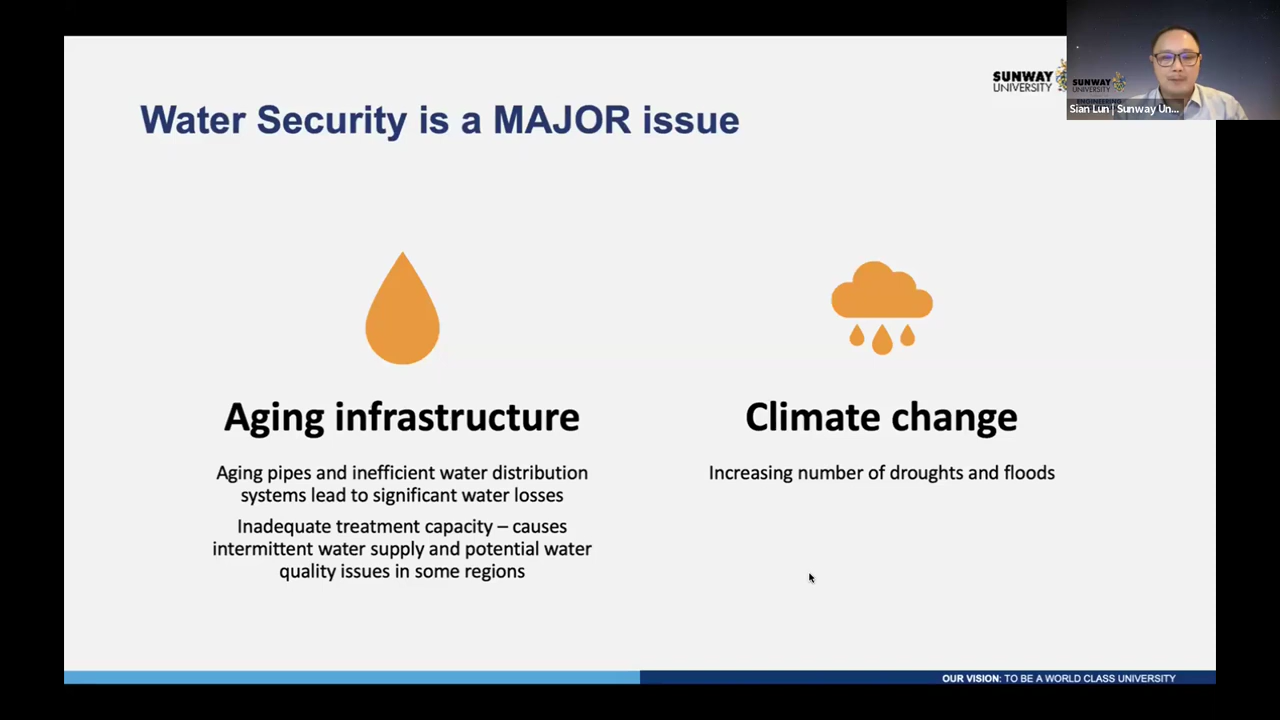 Water Security is a MAJOR issue
SUNWAY
UNIVERSITY
SUNWAY
UNIVERSITY
Sian Lun | Sunway Un...
Aging infrastructure
Aging pipes and inefficient water distribution
systems lead to significant water losses
Inadequate treatment capacity – causes
intermittent water supply and potential water
quality issues in some regions
Climate change
Increasing number of droughts and floods
OUR VISION: TO BE A WORLD CLASS UNIVERSITY